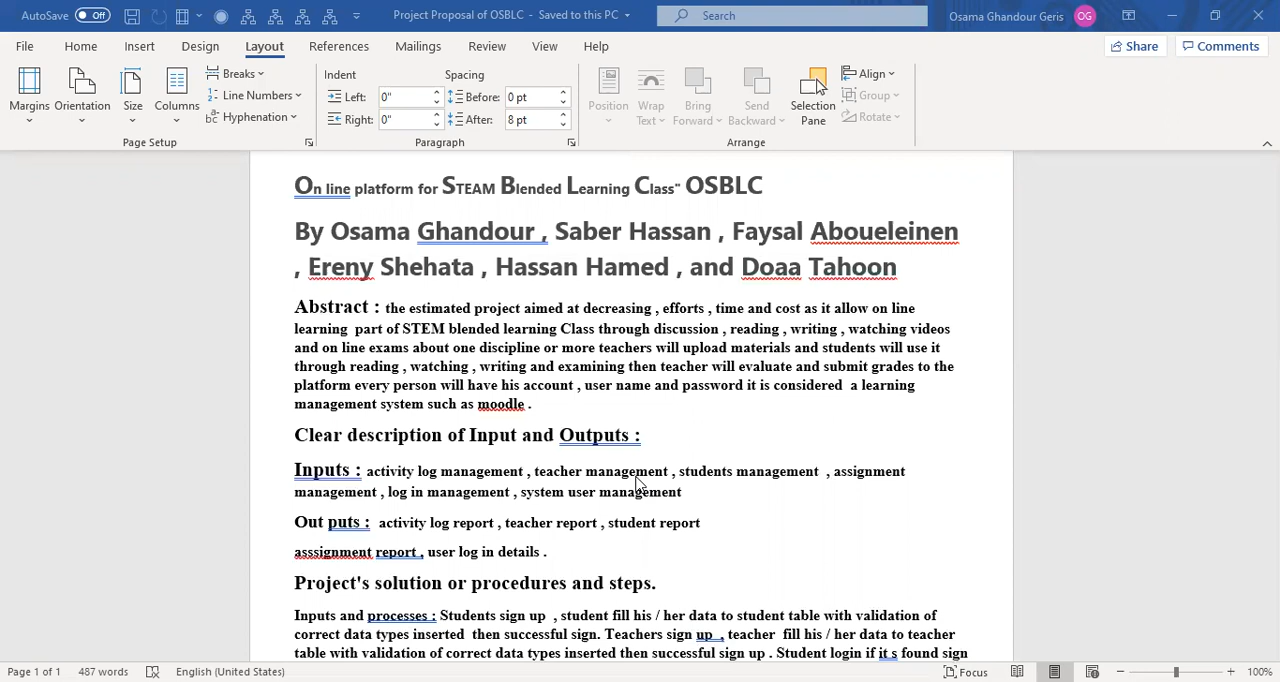 AutoSave Off Project Proposal of OSBLC - Saved to this PC Search Osama Ghandour Geris OG
File Home Insert Design Layout References Mailings Review View Help Share Comments
Margins Orientation Size Columns Breaks Line Numbers Hyphenation
Page Setup
Indent Spacing
Left: 0" Before: 0 pt
Right: 0" After: 8 pt
Paragraph
Position Wrap Text Bring Forward Send Backward Selection Pane Align Group Rotate
Arrange
On line platform for STEAM Blended Learning Class" OSBLC
By Osama Ghandour , Saber Hassan , Faysal Aboueleinen
, Ereny Shehata , Hassan Hamed , and Doaa Tahoon
Abstract : the estimated project aimed at decreasing , efforts , time and cost as it allow on line
learning part of STEM blended learning Class through discussion , reading , writing , watching videos
and on line exams about one discipline or more teachers will upload materials and students will use it
through reading , watching , writing and examining then teacher will evaluate and submit grades to the
platform every person will have his account , user name and password it is considered a learning
management system such as moodle .
Clear description of Input and Outputs :
Inputs : activity log management , teacher management , students management , assignment
management , log in management , system user management
Out puts : activity log report , teacher report , student report
asssignment report , user log in details .
Project's solution or procedures and steps.
Inputs and processes : Students sign up , student fill his / her data to student table with validation of
correct data types inserted then successful sign. Teachers sign up , teacher fill his / her data to teacher
table with validation of correct data types inserted then successful sign up . Student login if it s found sign
Page 1 of 1 487 words English (United States) Focus 100%